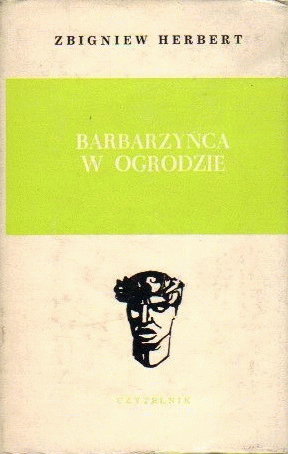 ZBIGNIEW HERBERT
BARBARZYŃCA
W OGRODZIE
CZYTELNIK